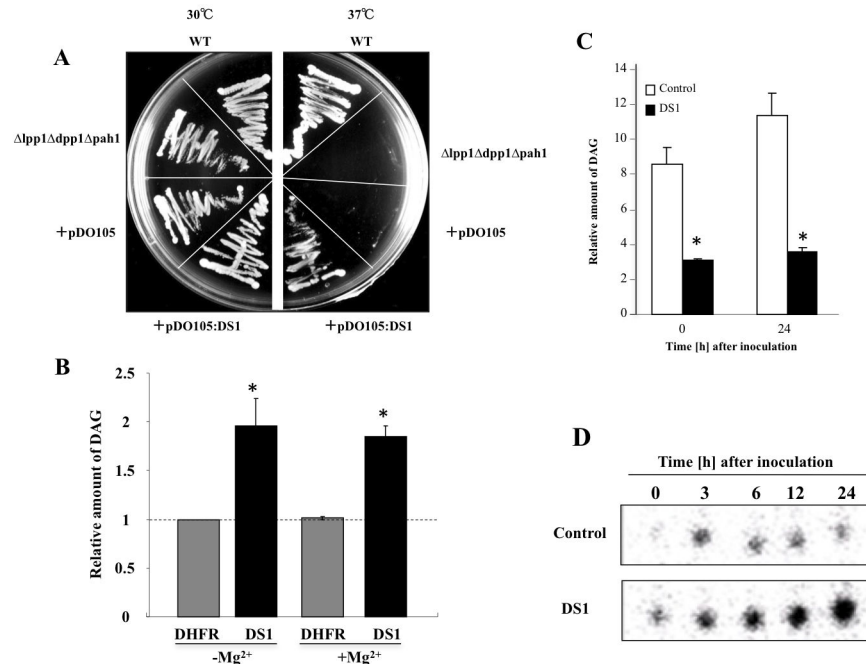 30℃
37℃
WT
WT
A
Δlpp1Δdpp1Δpah1
Δlpp1Δdpp1Δpah1
+pDO105
+pDO105
+pDO105:DS1
+pDO105:DS1
B
Relative amount of DAG
2.5
2
1.5
1
0.5
0
DHFR
DS1
DHFR
DS1
-Mg²⁺
+Mg²⁺
*
*
C
Relative amount of DAG
14
12
10
8
6
4
2
0
Control
DS1
*
*
0
24
Time [h] after inoculation
D
Time [h] after inoculation
0
3
6
12
24
Control
DS1